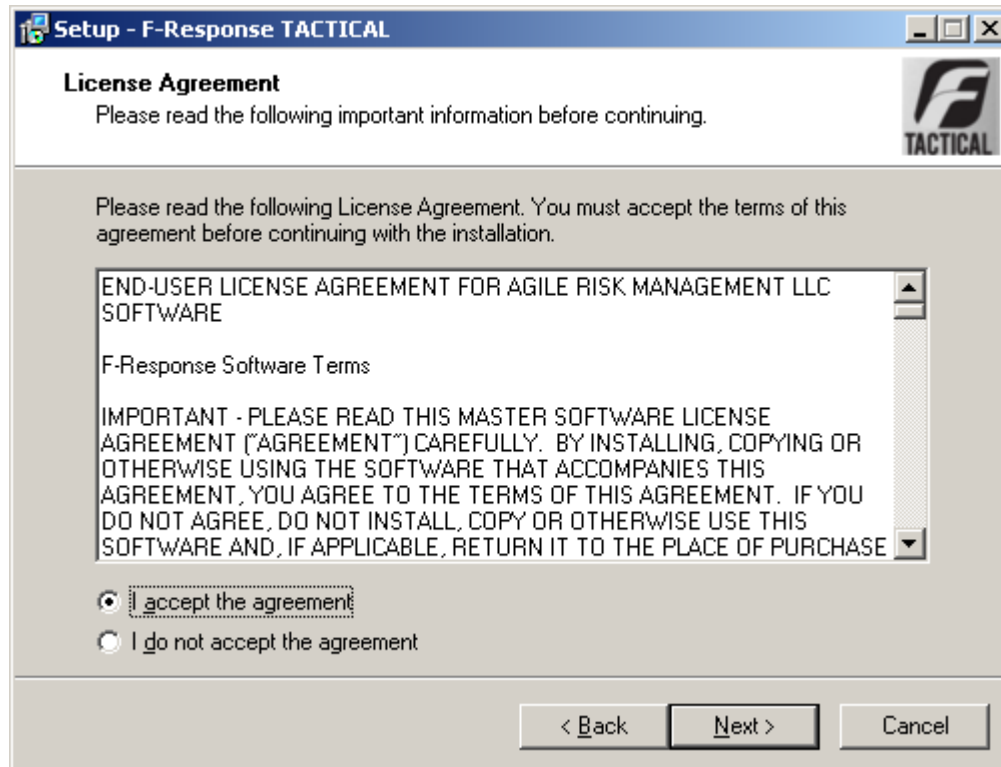 Setup - F-Response TACTICAL
License Agreement
Please read the following important information before continuing.
TACTICAL
Please read the following License Agreement. You must accept the terms of this
agreement before continuing with the installation.
END-USER LICENSE AGREEMENT FOR AGILE RISK MANAGEMENT LLC
SOFTWARE
F-Response Software Terms
IMPORTANT - PLEASE READ THIS MASTER SOFTWARE LICENSE
AGREEMENT ("AGREEMENT") CAREFULLY.  BY INSTALLING, COPYING OR
OTHERWISE USING THE SOFTWARE THAT ACCOMPANIES THIS
AGREEMENT, YOU AGREE TO THE TERMS OF THIS AGREEMENT.  IF YOU
DO NOT AGREE, DO NOT INSTALL, COPY OR OTHERWISE USE THIS
SOFTWARE AND, IF APPLICABLE, RETURN IT TO THE PLACE OF PURCHASE
I accept the agreement
I do not accept the agreement
< Back
Next >
Cancel